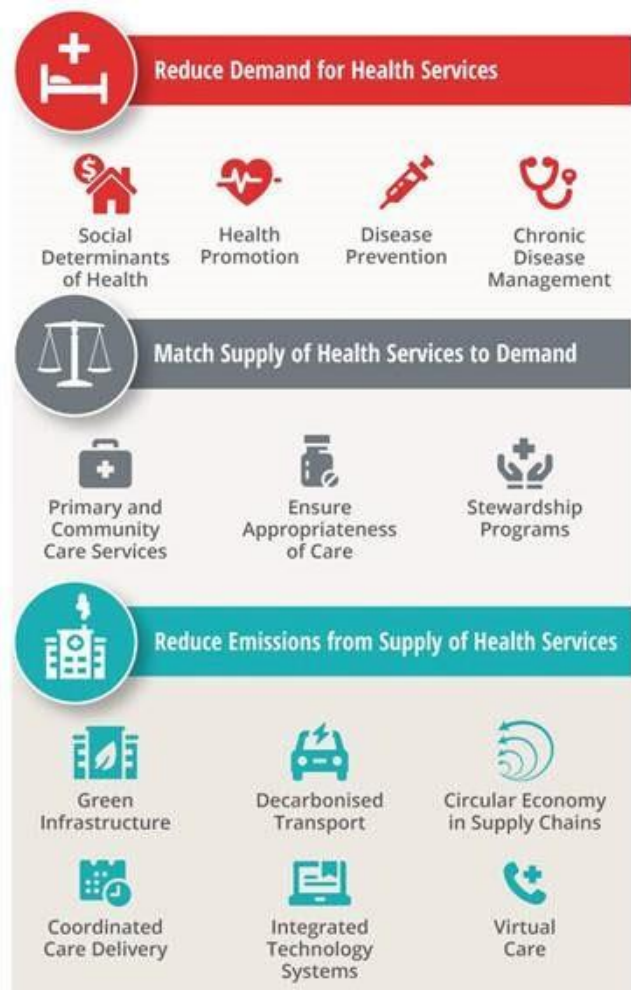 Reduce Demand for Health Services
Social
Determinants
of Health
Health
Promotion
Disease
Prevention
Chronic
Disease
Management
Match Supply of Health Services to Demand
Primary and
Community
Care Services
Ensure
Appropriateness
of Care
Stewardship
Programs
Reduce Emissions from Supply of Health Services
Green
Infrastructure
Decarbonised
Transport
Circular Economy
in Supply Chains
Coordinated
Care Delivery
Integrated
Technology
Systems
Virtual
Care